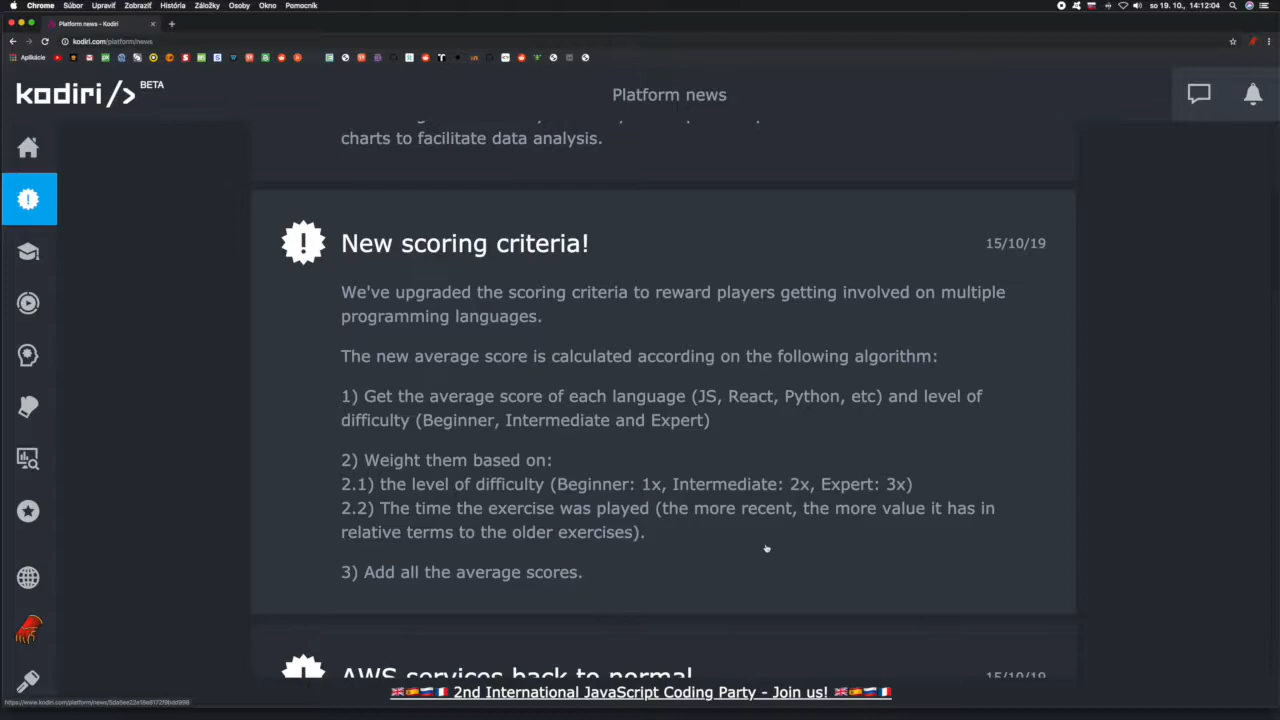 Chrome Súbor Upraviť Zobraziť História Záložky Osoby Okno Pomocník
so 19. 10., 14:12:04
Platform news - Kodiri
kodiri.com/platform/news
Aplikácie
kodiri/> BETA
Platform news
charts to facilitate data analysis.
New scoring criteria!
15/10/19
We've upgraded the scoring criteria to reward players getting involved on multiple
programming languages.
The new average score is calculated according on the following algorithm:
1) Get the average score of each language (JS, React, Python, etc) and level of
difficulty (Beginner, Intermediate and Expert)
2) Weight them based on:
2.1) the level of difficulty (Beginner: 1x, Intermediate: 2x, Expert: 3x)
2.2) The time the exercise was played (the more recent, the more value it has in
relative terms to the older exercises).
3) Add all the average scores.
AWS services back to normal
15/10/19
2nd International JavaScript Coding Party - Join us!